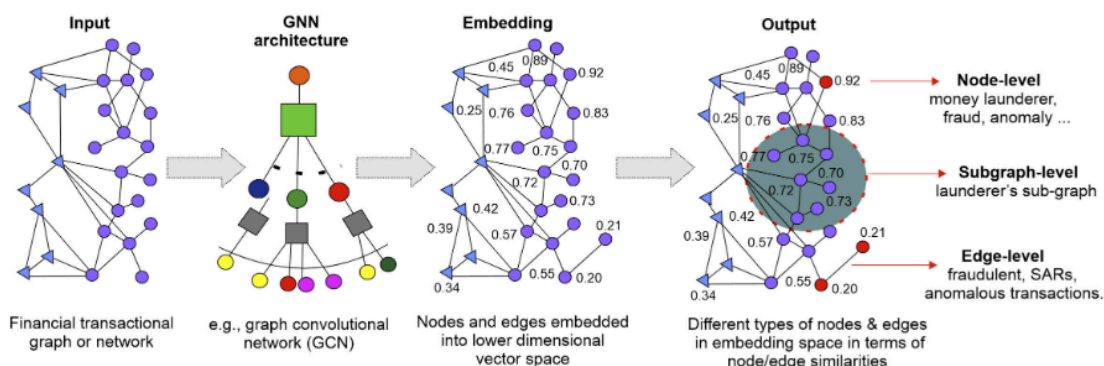 Input
GNN
architecture
Embedding
Output
0.45
0.89
0.92
0.25
0.76
0.83
0.77
0.75
0.70
0.72
0.73
0.42
0.39
0.57
0.21
0.55
0.20
0.34
0.45
0.89
0.92
0.25
0.76
0.83
0.77
0.75
0.70
0.72
0.73
0.42
0.39
0.57
0.21
0.55
0.20
0.34
Node-level
money launderer,
fraud, anomaly ...
Subgraph-level
launderer's sub-graph
Edge-level
fraudulent, SARs,
anomalous transactions.
Financial transactional
graph or network
e.g., graph convolutional
network (GCN)
Nodes and edges embedded
into lower dimensional
vector space
Different types of nodes & edges
in embedding space in terms of
node/edge similarities